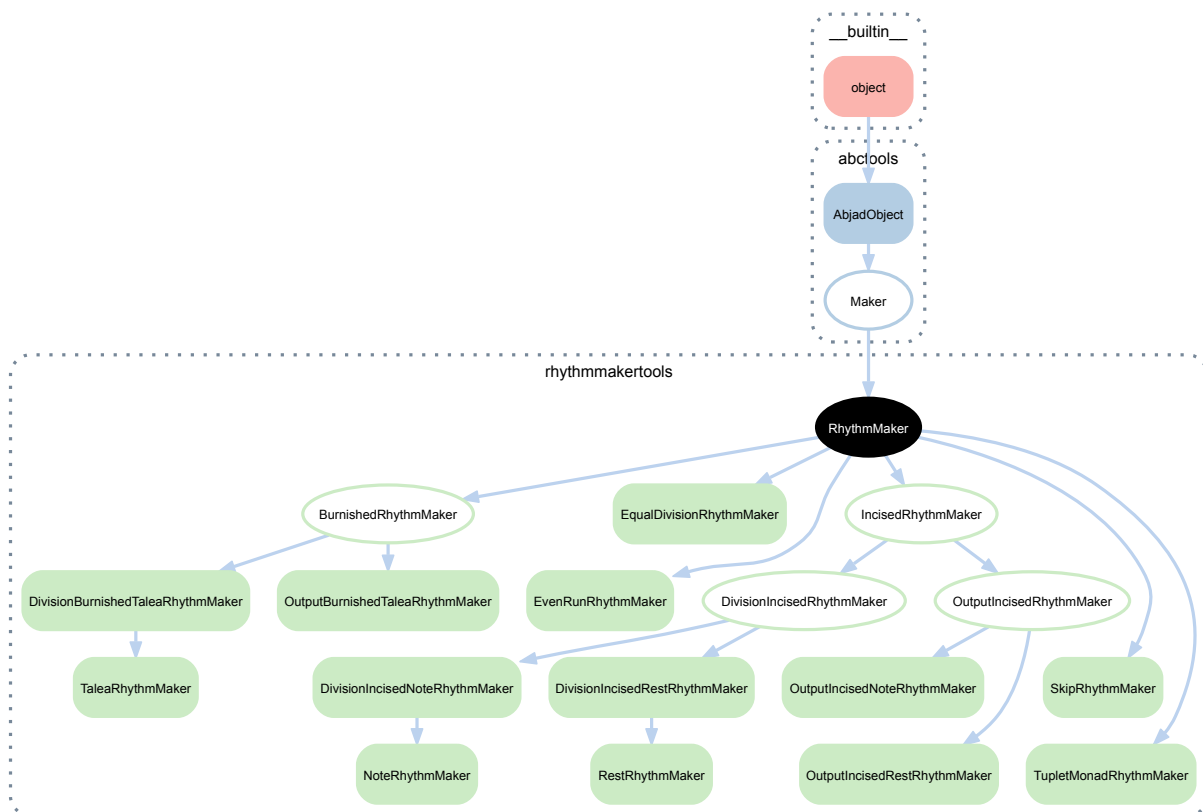 __builtin__
object
abctools
AbjadObject
Maker
rhythmmakertools
RhythmMaker
BurnishedRhythmMaker
EqualDivisionRhythmMaker
IncisedRhythmMaker
DivisionBurnishedTaleaRhythmMaker
OutputBurnishedTaleaRhythmMaker
EvenRunRhythmMaker
DivisionIncisedRhythmMaker
OutputIncisedRhythmMaker
TaleaRhythmMaker
DivisionIncisedNoteRhythmMaker
DivisionIncisedRestRhythmMaker
OutputIncisedNoteRhythmMaker
SkipRhythmMaker
NoteRhythmMaker
RestRhythmMaker
OutputIncisedRestRhythmMaker
TupletMonadRhythmMaker